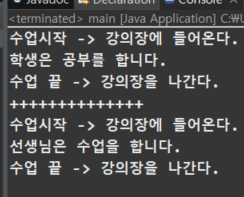 Javadoc Declaration Console
<terminated> main [Java Application] C:₩
수업시작 -> 강의장에 들어온다.
학생은 공부를 합니다.
수업 끝 -> 강의장을 나간다.
++++++++++++++
수업시작 -> 강의장에 들어온다.
선생님은 수업을 합니다.
수업 끝 -> 강의장을 나간다.